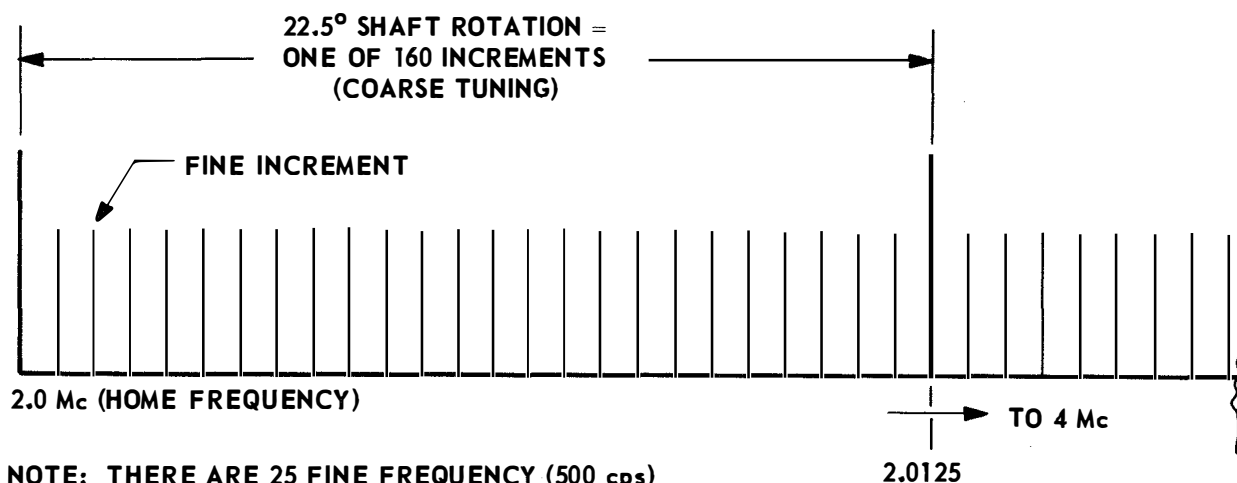 22.5° SHAFT ROTATION =
ONE OF 160 INCREMENTS
(COARSE TUNING)
FINE INCREMENT
2.0 Mc (HOME FREQUENCY)
TO 4 Mc
NOTE: THERE ARE 25 FINE FREQUENCY (500 cps)
2.0125